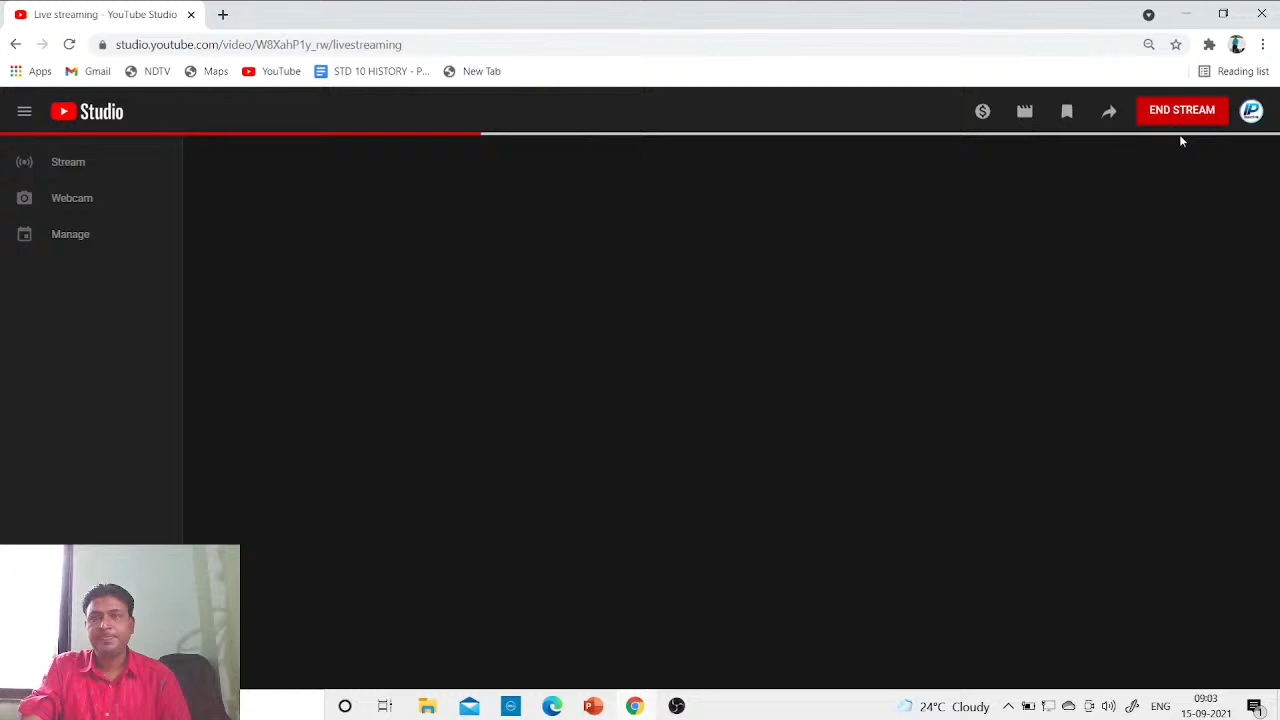 Live streaming - YouTube Studio
studio.youtube.com/video/W8XahP1y_rw/livestreaming
Apps Gmail NDTV Maps YouTube STD 10 HISTORY - P... New Tab Reading list
Studio END STREAM
Stream
Webcam
Manage
24°C Cloudy ENG 09:03
15-09-2021